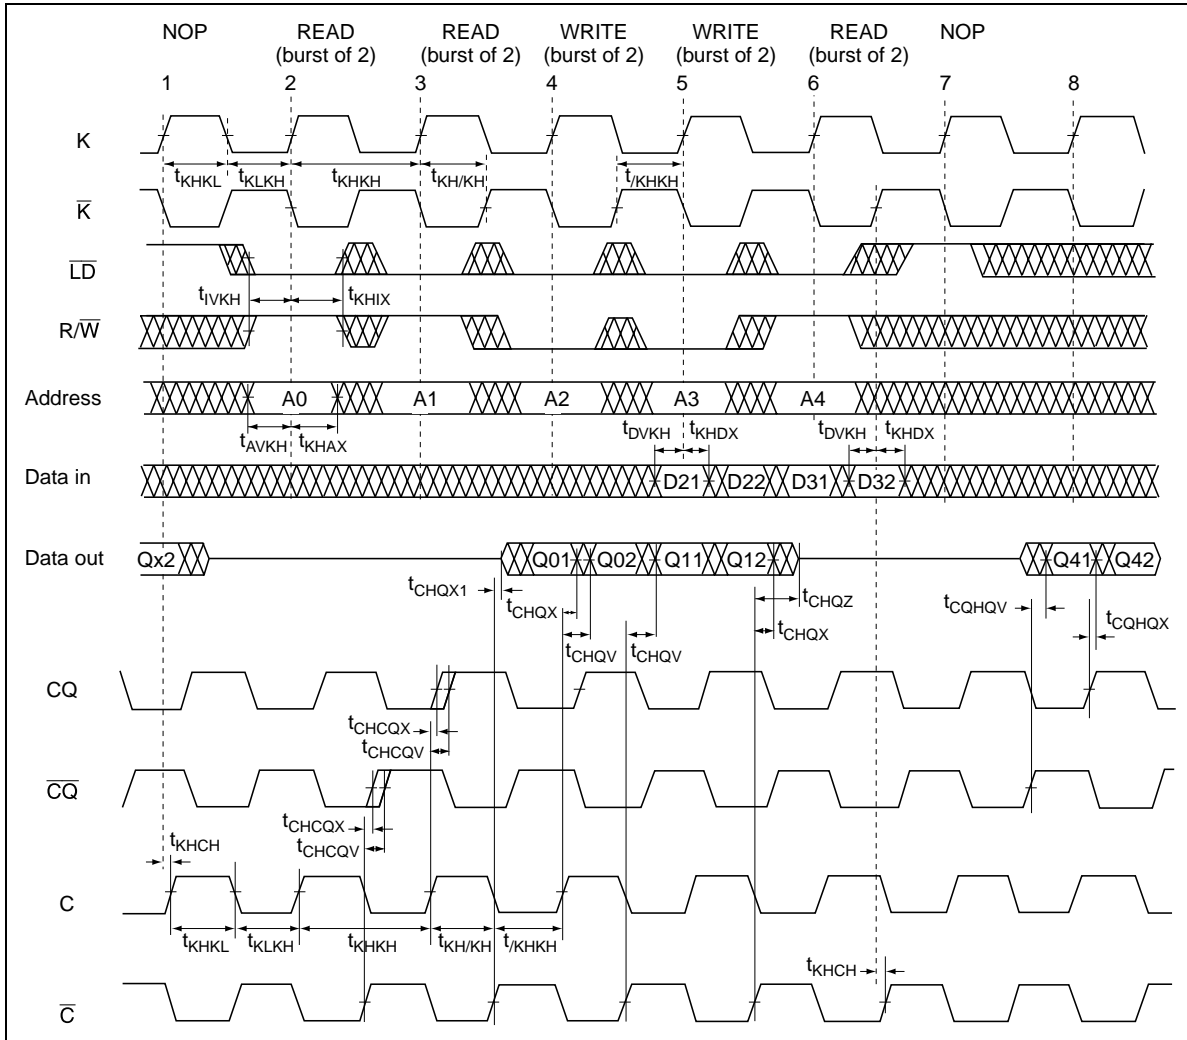 NOP READ READ WRITE WRITE READ NOP
(burst of 2) (burst of 2) (burst of 2) (burst of 2) (burst of 2)
1 2 3 4 5 6 7 8
K
tKHKL tKLKH tKHKH tKH/KH t/KHKH
K̅
L̅D̅
tIVKH tKHIX
R/W̅
Address A0 A1 A2 A3 A4
tAVKH tKHAX tDVKH tKHDX tDVKH tKHDX
Data in D21 D22 D31 D32
Data out Qx2 Q01 Q02 Q11 Q12 Q41 Q42
tCHQX1 tCHQX tCHQV tCHQV tCHQZ tCHQX tCQHQV tCQHQX
CQ
tCHCQX
tCHCQV
C̅Q̅
tCHCQX
tCHCQV
tKHCH
C
tKHKL tKLKH tKHKH tKH/KH t/KHKH
tKHCH
C̅